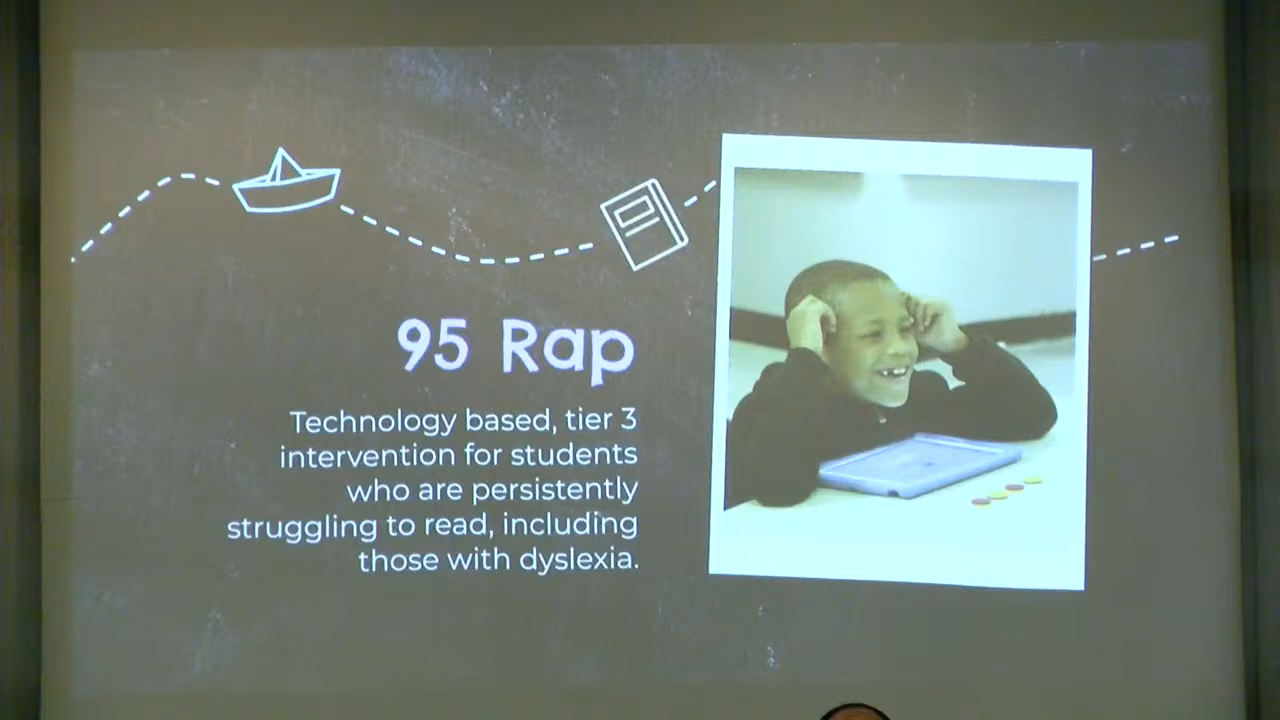 95 Rap
Technology based, tier 3
intervention for students
who are persistently
struggling to read, including
those with dyslexia.